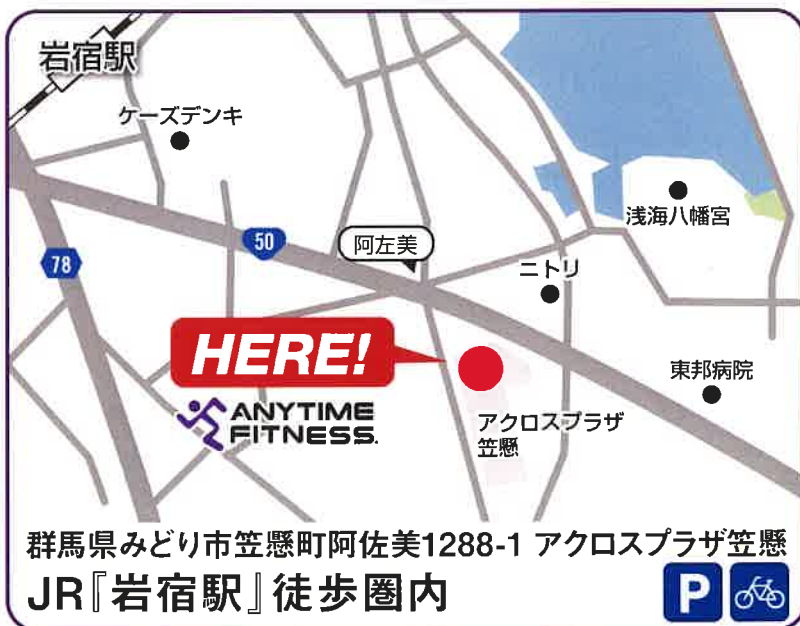 岩宿駅
ケーズデンキ
浅海八幡宮
阿左美
50
78
ニトリ
HERE!
東邦病院
ANYTIME
FITNESS.
アクロスプラザ
笠懸
群馬県みどり市笠懸町阿佐美1288-1 アクロスプラザ笠懸
JR『岩宿駅』徒歩圏内
P